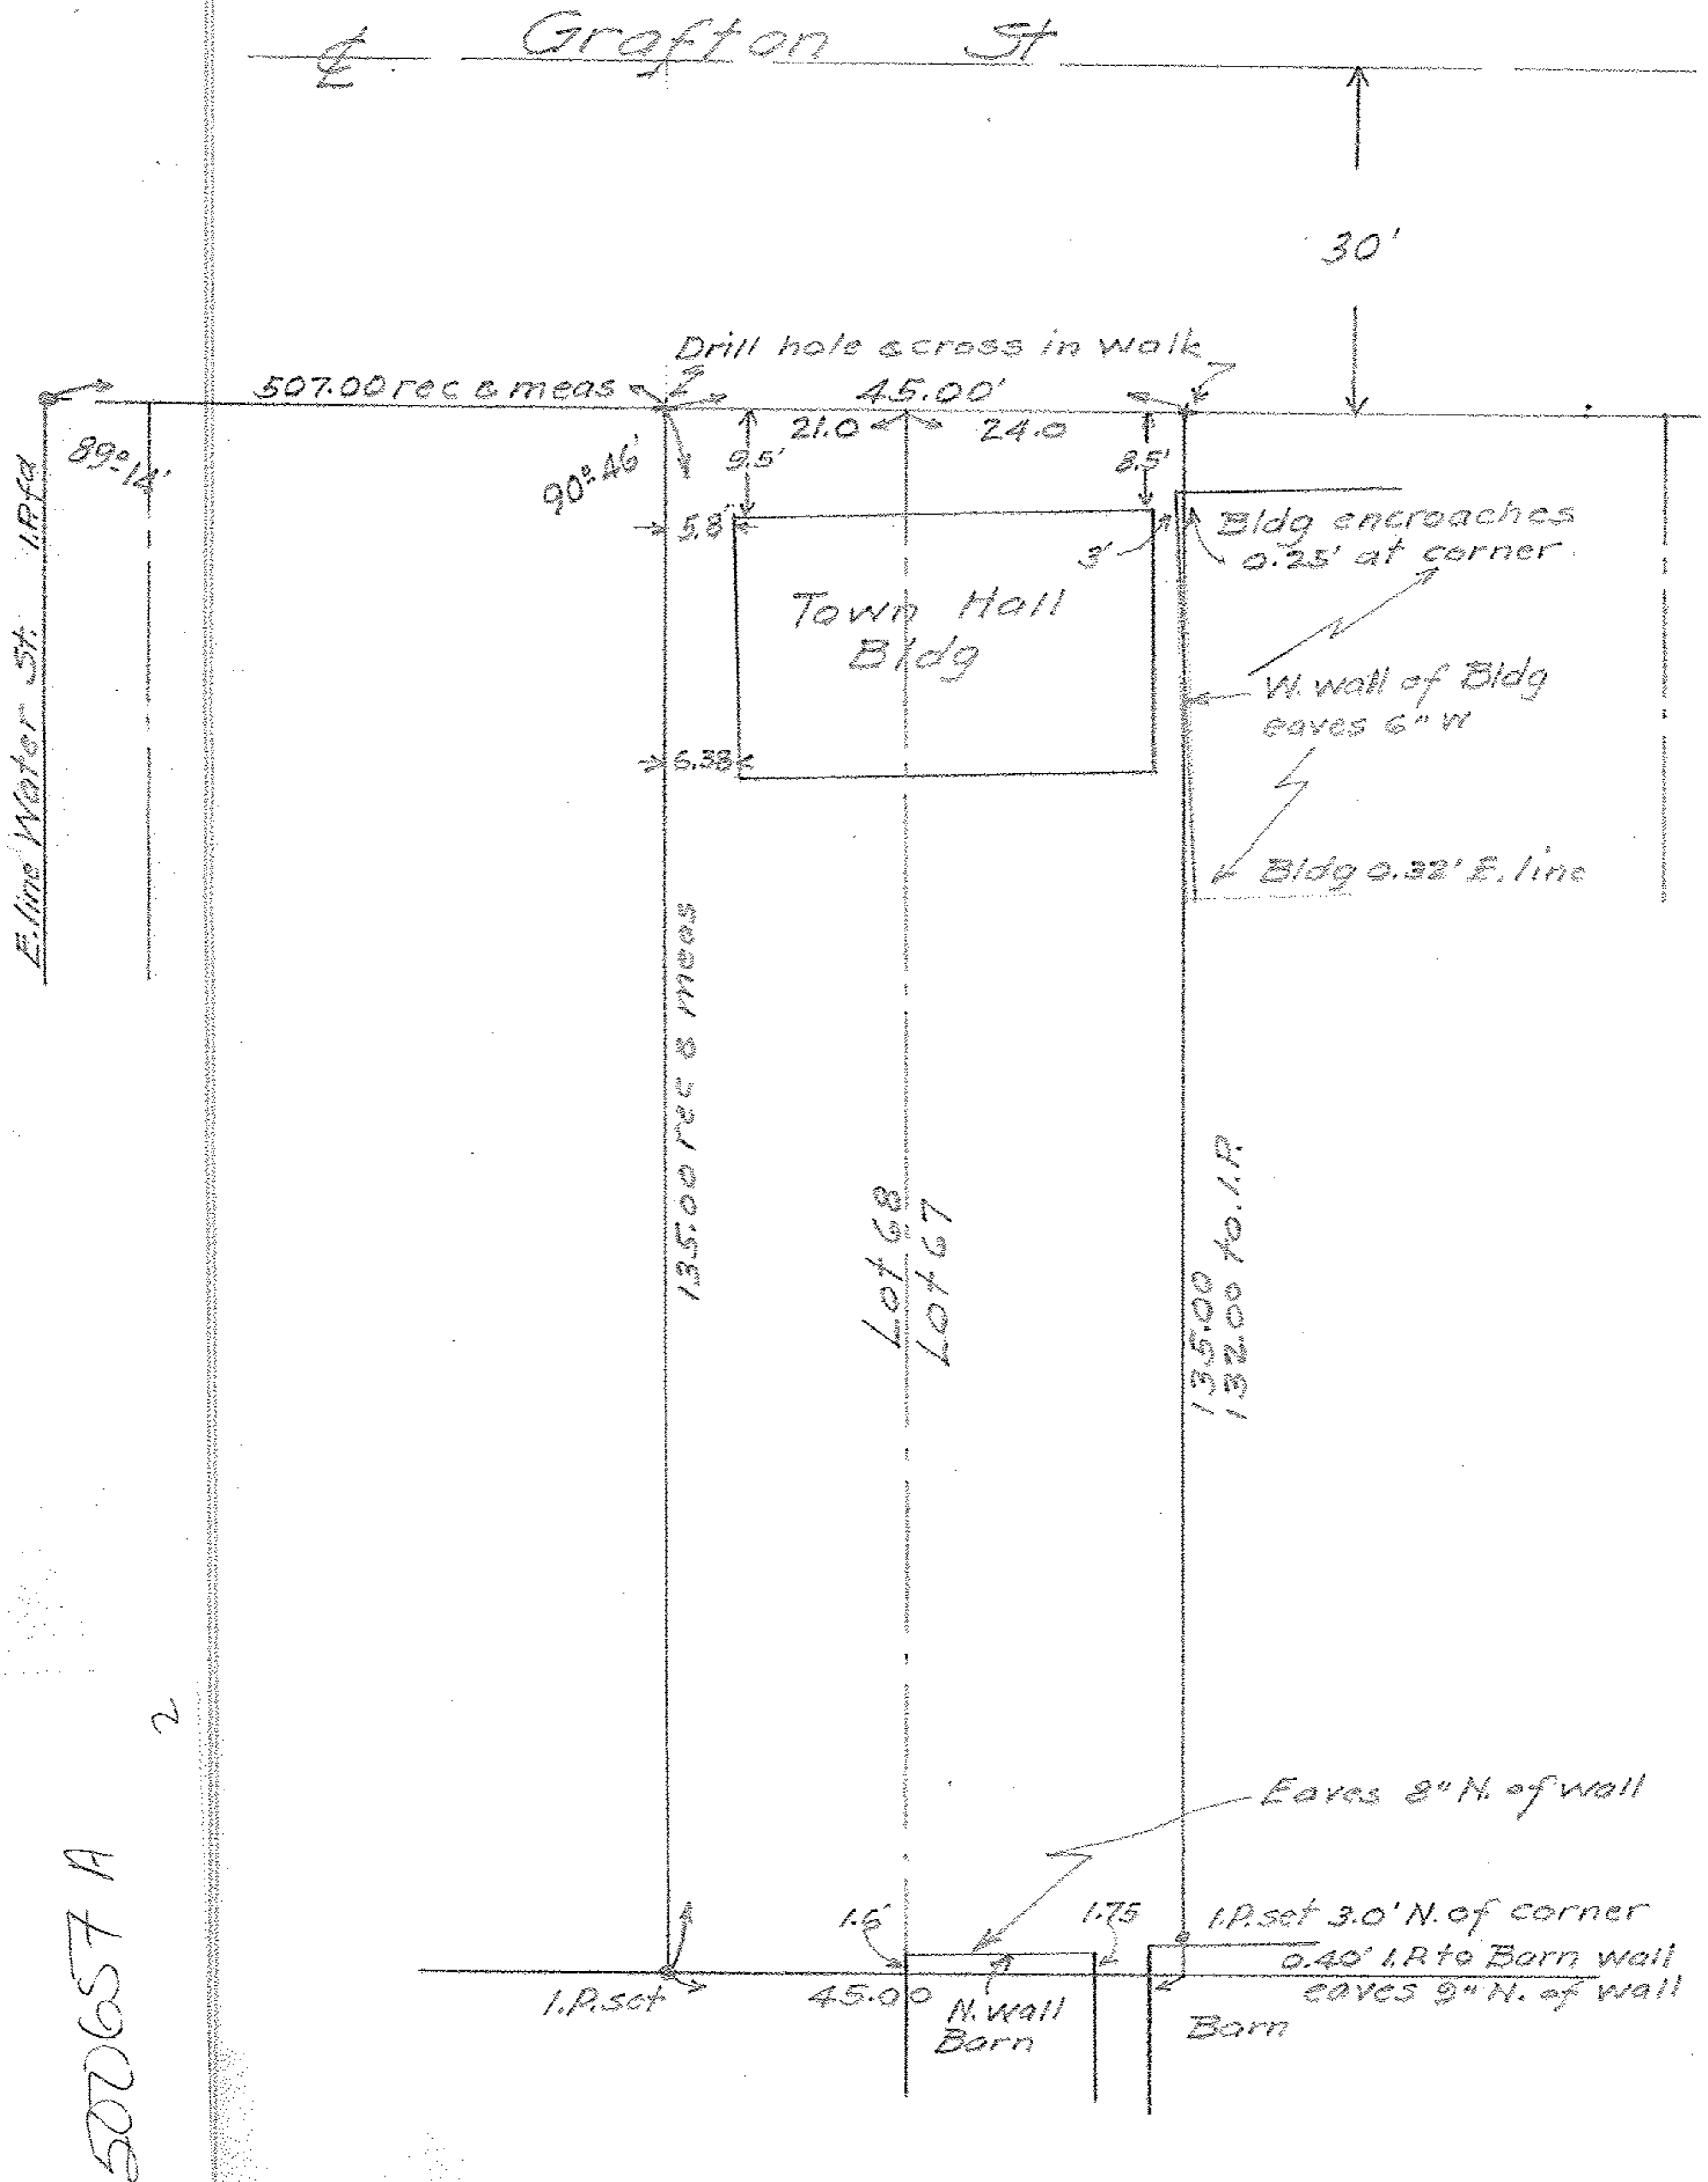 ℄ Grafton St
30'
Drill hole & cross in walk
507.00 rec & meas
45.00'
21.0
24.0
89°-14'
90°-46'
9.5'
8.5'
5.8'
3'
Bldg encroaches
0.25' at corner
Town Hall
Bldg
W. wall of Bldg
eaves 6" W
6.38
Bldg 0.33' E. line
E. line Water St. I.P. fd
135.00 rec & meas
Lot 68
Lot 67
135.00
132.00 to I.P.
2
Eaves 8" N. of wall
1.6'
1.75
I.P. set 3.0' N. of corner
0.40' I.P. to Barn wall
eaves 9" N. of wall
I.P. set
45.00
N. wall
Barn
Barn
500657 A